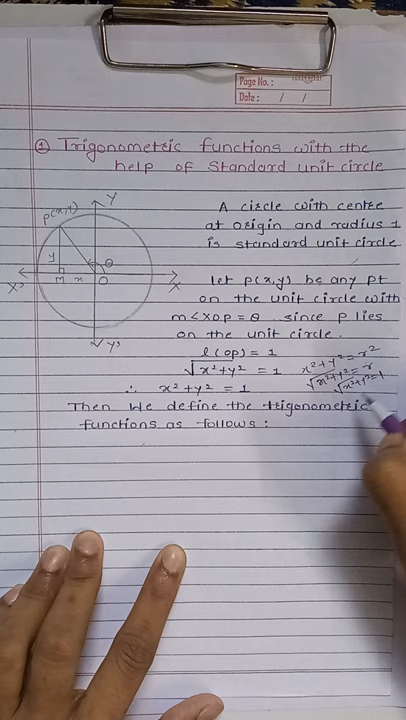 Page No. :
Date : / /
① Trigonometric functions with the
help of Standard unit circle
Y
P(x,y)
y
θ
X'
M
x
O
X
Y'
A circle with centre
at origin and radius 1
is standard unit circle
let p(x,y) be any pt
on the unit circle with
m<XOP = θ . since P lies
on the unit circle.
l(OP) = 1
√x²+y² = 1
∴ x²+y² = 1
x²+y² = r²
√x²+y² = r
√x²+y² = 1
Then We define the trigonometric
functions as follows :